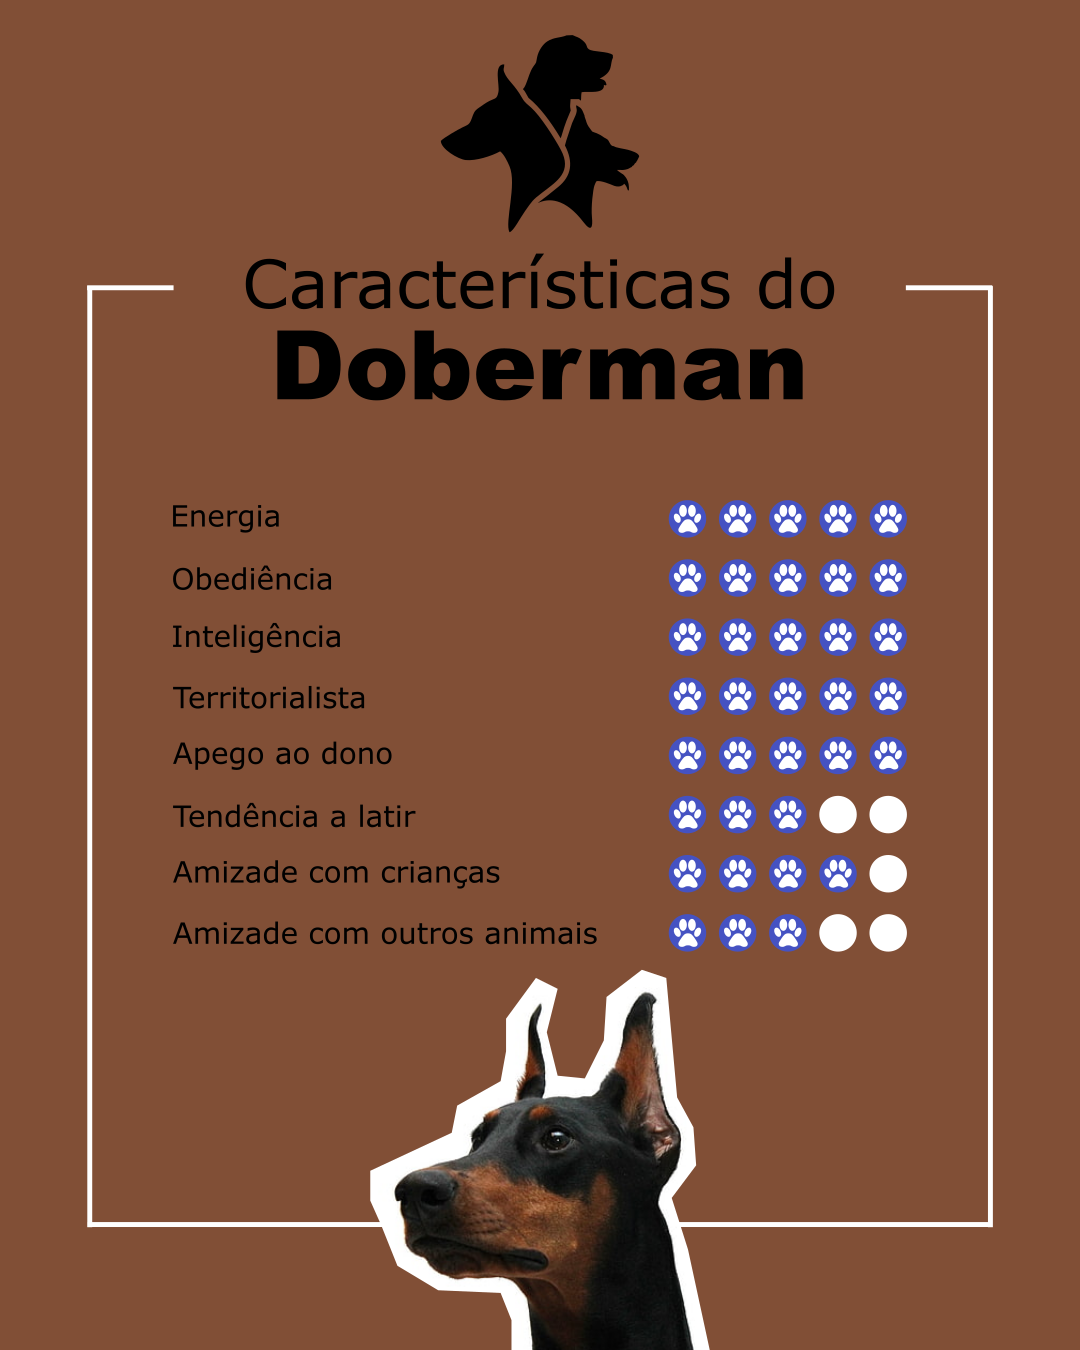 Características do
Doberman
Energia
Obediência
Inteligência
Territorialista
Apego ao dono
Tendência a latir
Amizade com crianças
Amizade com outros animais